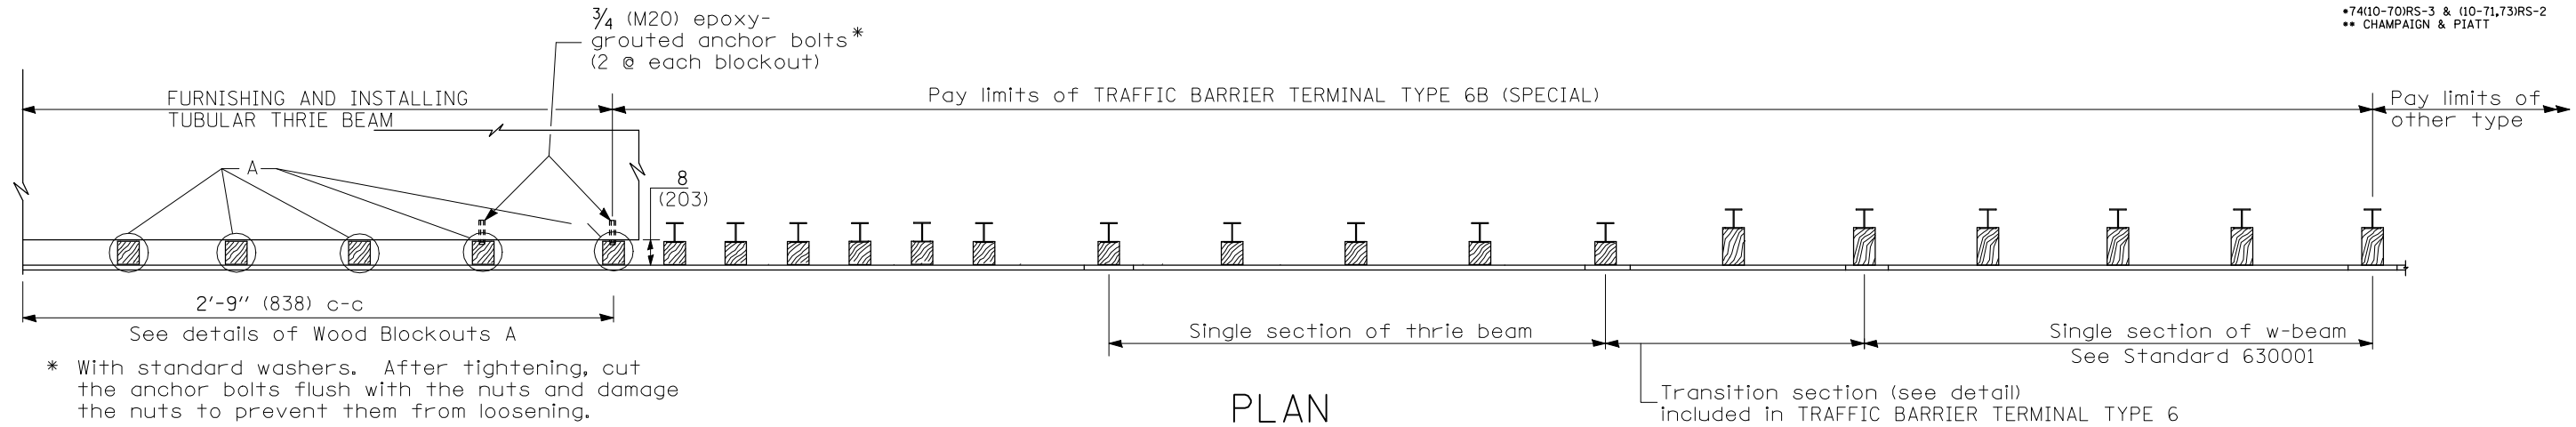 *74(10-70)RS-3 & (10-71,73)RS-2
** CHAMPAIGN & PIATT
3/4 (M20) epoxy-
grouted anchor bolts*
(2 @ each blockout)
FURNISHING AND INSTALLING
TUBULAR THRIE BEAM
Pay limits of TRAFFIC BARRIER TERMINAL TYPE 6B (SPECIAL)
Pay limits of
other type
A
8
(203)
2'-9" (838) c-c
See details of Wood Blockouts A
Single section of thrie beam
Single section of w-beam
See Standard 630001
* With standard washers. After tightening, cut
the anchor bolts flush with the nuts and damage
the nuts to prevent them from loosening.
Transition section (see detail)
included in TRAFFIC BARRIER TERMINAL TYPE 6
PLAN